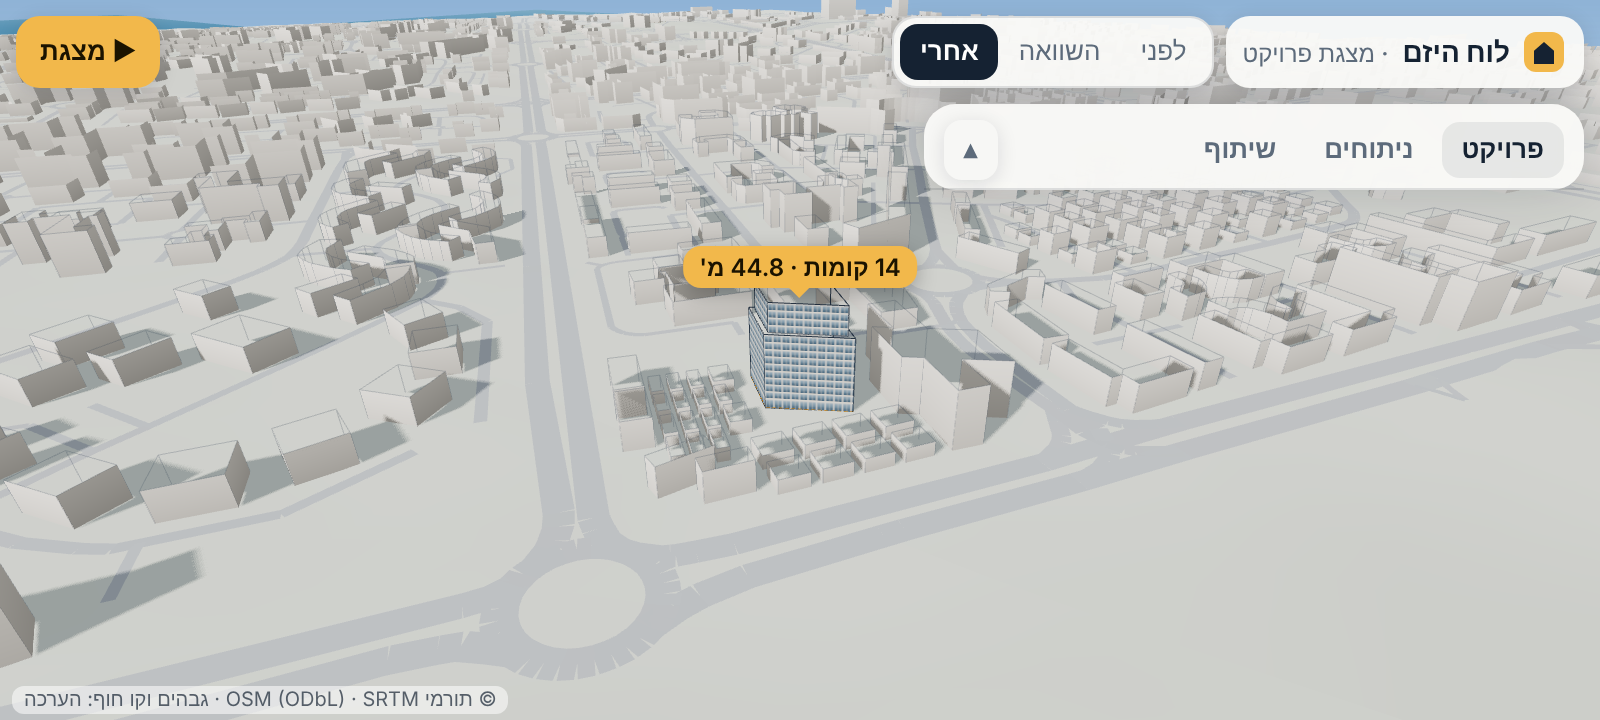 לוח היזם · מצגת פרויקט
לפני השוואה אחרי
▶ מצגת
פרויקט ניתוחים שיתוף ▲
14 קומות · 44.8 מ'
© תורמי OSM (ODbL) · SRTM · גבהים וקו חוף: הערכה